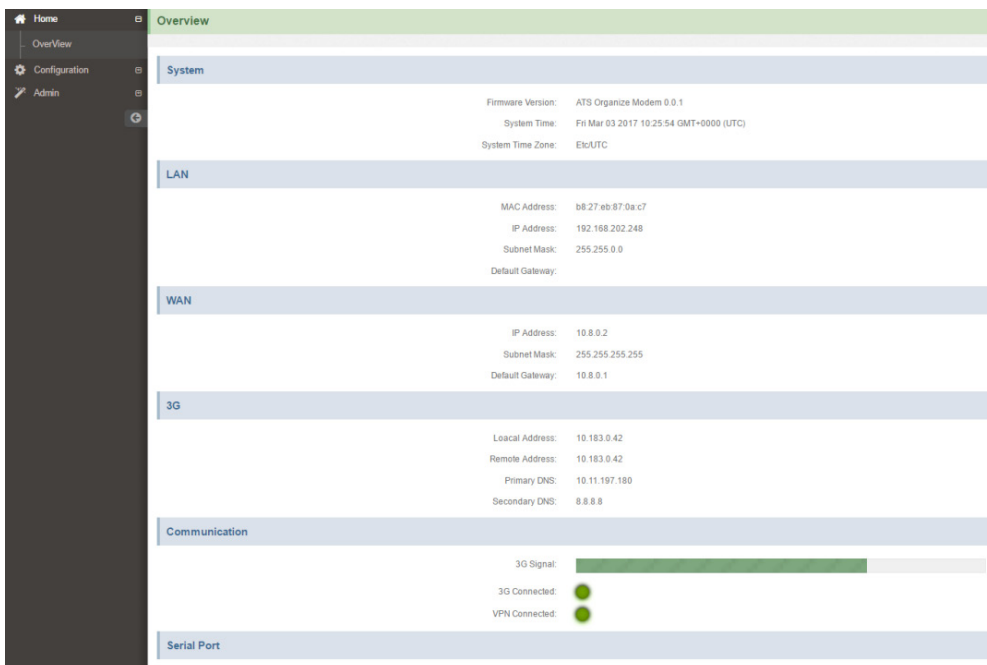 Home
OverView
Configuration
Admin
Overview
System
Firmware Version: ATS Organize Modem 0.0.1
System Time: Fri Mar 03 2017 10:25:54 GMT+0000 (UTC)
System Time Zone: Etc/UTC
LAN
MAC Address: b8:27:eb:87:0a:c7
IP Address: 192.168.202.248
Subnet Mask: 255.255.0.0
Default Gateway:
WAN
IP Address: 10.8.0.2
Subnet Mask: 255.255.255.255
Default Gateway: 10.8.0.1
3G
Loacal Address: 10.183.0.42
Remote Address: 10.183.0.42
Primary DNS: 10.11.197.180
Secondary DNS: 8.8.8.8
Communication
3G Signal:
3G Connected:
VPN Connected:
Serial Port